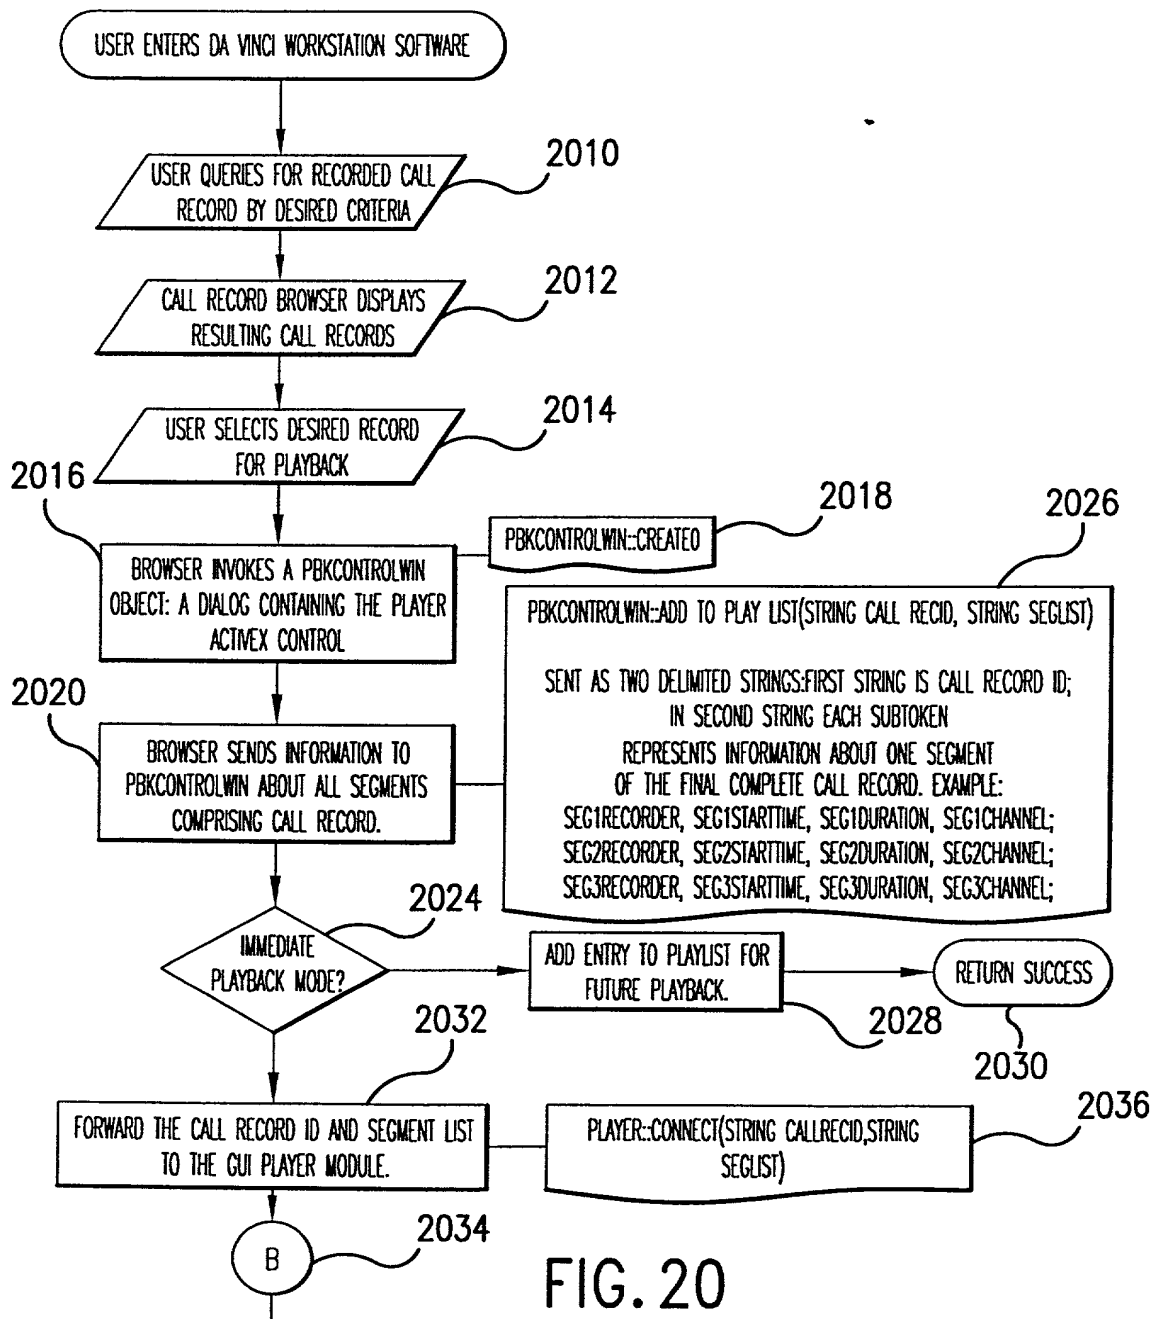 USER ENTERS DA VINCI WORKSTATION SOFTWARE
2010
USER QUERIES FOR RECORDED CALL
RECORD BY DESIRED CRITERIA
2012
CALL RECORD BROWSER DISPLAYS
RESULTING CALL RECORDS
2014
USER SELECTS DESIRED RECORD
FOR PLAYBACK
2016
2018
2026
PBKCONTROLWIN::CREATE()
BROWSER INVOKES A PBKCONTROLWIN
OBJECT: A DIALOG CONTAINING THE PLAYER
ACTIVEX CONTROL
PBKCONTROLWIN::ADD TO PLAY LIST(STRING CALL RECID, STRING SEGLIST)
SENT AS TWO DELIMITED STRINGS:FIRST STRING IS CALL RECORD ID;
IN SECOND STRING EACH SUBTOKEN
REPRESENTS INFORMATION ABOUT ONE SEGMENT
OF THE FINAL COMPLETE CALL RECORD. EXAMPLE:
SEG1RECORDER, SEG1STARTTIME, SEG1DURATION, SEG1CHANNEL;
SEG2RECORDER, SEG2STARTTIME, SEG2DURATION, SEG2CHANNEL;
SEG3RECORDER, SEG3STARTTIME, SEG3DURATION, SEG3CHANNEL;
2020
BROWSER SENDS INFORMATION TO
PBKCONTROLWIN ABOUT ALL SEGMENTS
COMPRISING CALL RECORD.
2024
IMMEDIATE
PLAYBACK MODE?
ADD ENTRY TO PLAYLIST FOR
FUTURE PLAYBACK.
2028
RETURN SUCCESS
2030
2032
FORWARD THE CALL RECORD ID AND SEGMENT LIST
TO THE GUI PLAYER MODULE.
2036
PLAYER::CONNECT(STRING CALLRECID,STRING
SEGLIST)
2034
B
FIG. 20